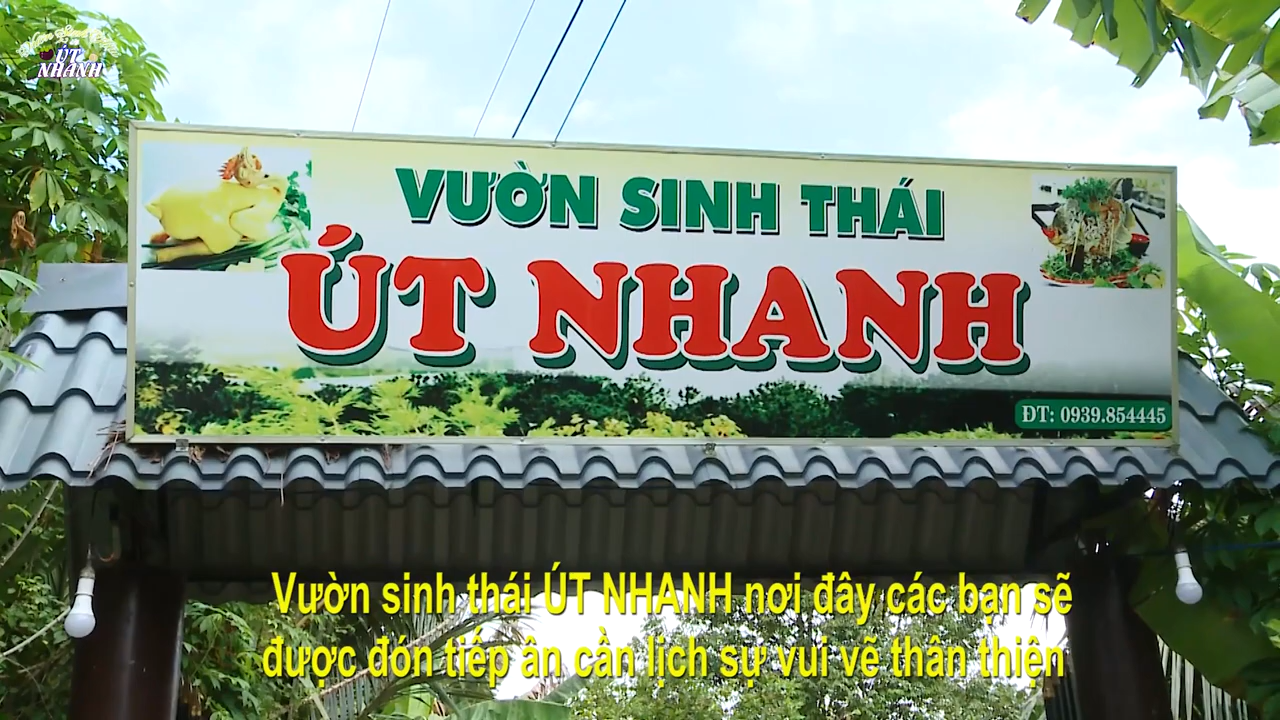 ÚT
NHANH
VƯỜN SINH THÁI
ÚT NHANH
ĐT: 0939.854445
Vườn sinh thái ÚT NHANH nơi đây các bạn sẽ
được đón tiếp ân cần lịch sự vui vẽ thân thiện